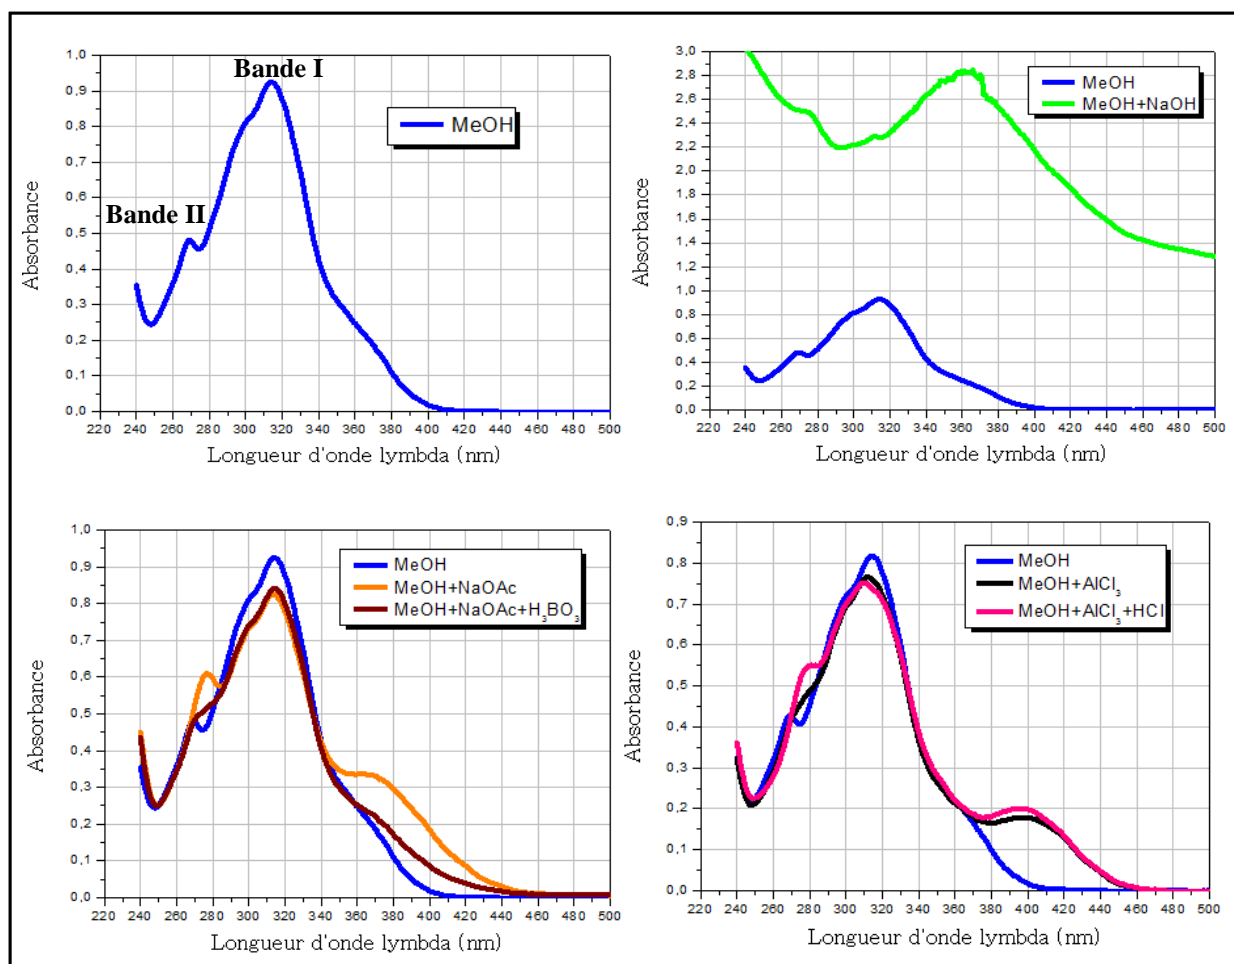 Bande I
Bande II
MeOH
1,0
0,9
0,8
0,7
0,6
0,5
0,4
0,3
0,2
0,1
0,0
220 240 260 280 300 320 340 360 380 400 420 440 460 480 500
Absorbance
Longueur d'onde lymbda (nm)
MeOH
MeOH+NaOH
3,0
2,8
2,6
2,4
2,2
2,0
1,8
1,6
1,4
1,2
1,0
0,8
0,6
0,4
0,2
0,0
220 240 260 280 300 320 340 360 380 400 420 440 460 480 500
Absorbance
Longueur d'onde lymbda (nm)
MeOH
MeOH+NaOAc
MeOH+NaOAc+H₃BO₃
1,0
0,9
0,8
0,7
0,6
0,5
0,4
0,3
0,2
0,1
0,0
220 240 260 280 300 320 340 360 380 400 420 440 460 480 500
Absorbance
Longueur d'onde lymbda (nm)
MeOH
MeOH+AlCl₃
MeOH+AlCl₃+HCl
0,9
0,8
0,7
0,6
0,5
0,4
0,3
0,2
0,1
0,0
220 240 260 280 300 320 340 360 380 400 420 440 460 480 500
Absorbance
Longueur d'onde lymbda (nm)